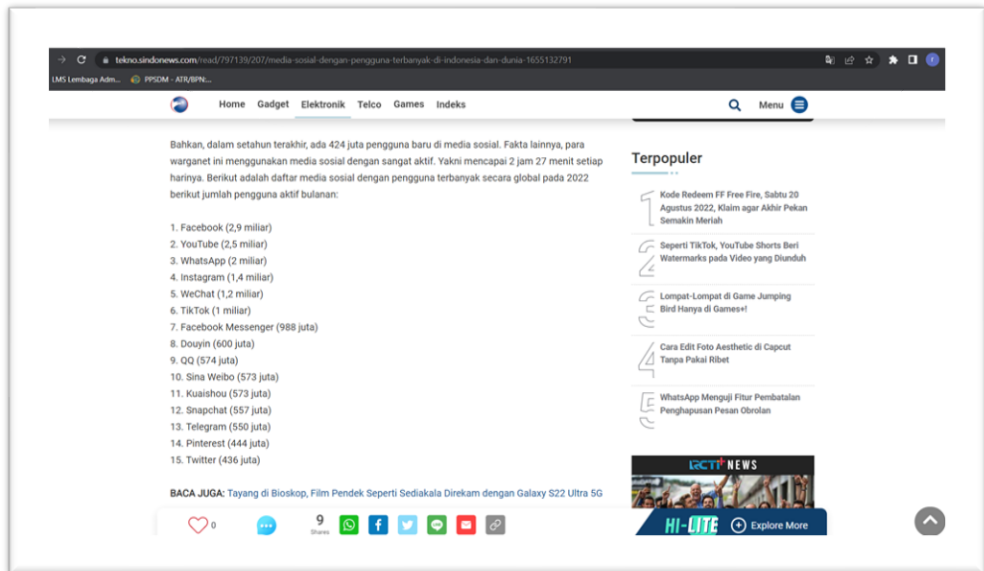 tekno.sindonews.com/read/797139/207/media-sosial-dengan-pengguna-terbanyak-di-indonesia-dan-dunia-1655132791
LMS Lembaga Adm... PPSDM - ATR/BPN:...
Home Gadget Elektronik Telco Games Indeks Menu
Bahkan, dalam setahun terakhir, ada 424 juta pengguna baru di media sosial. Fakta lainnya, para
warganet ini menggunakan media sosial dengan sangat aktif. Yakni mencapai 2 jam 27 menit setiap
harinya. Berikut adalah daftar media sosial dengan pengguna terbanyak secara global pada 2022
berikut jumlah pengguna aktif bulanan:
1. Facebook (2,9 miliar)
2. YouTube (2,5 miliar)
3. WhatsApp (2 miliar)
4. Instagram (1,4 miliar)
5. WeChat (1,2 miliar)
6. TikTok (1 miliar)
7. Facebook Messenger (988 juta)
8. Douyin (600 juta)
9. QQ (574 juta)
10. Sina Weibo (573 juta)
11. Kuaishou (573 juta)
12. Snapchat (557 juta)
13. Telegram (550 juta)
14. Pinterest (444 juta)
15. Twitter (436 juta)
BACA JUGA: Tayang di Bioskop, Film Pendek Seperti Sediakala Direkam dengan Galaxy S22 Ultra 5G
0
9
Shares
Terpopuler
1
Kode Redeem FF Free Fire, Sabtu 20
Agustus 2022, Klaim agar Akhir Pekan
Semakin Meriah
2
Seperti TikTok, YouTube Shorts Beri
Watermarks pada Video yang Diunduh
3
Lompat-Lompat di Game Jumping
Bird Hanya di Games+!
4
Cara Edit Foto Aesthetic di Capcut
Tanpa Pakai Ribet
5
WhatsApp Menguji Fitur Pembatalan
Penghapusan Pesan Obrolan
RCTI+ NEWS
HI-LITE Explore More